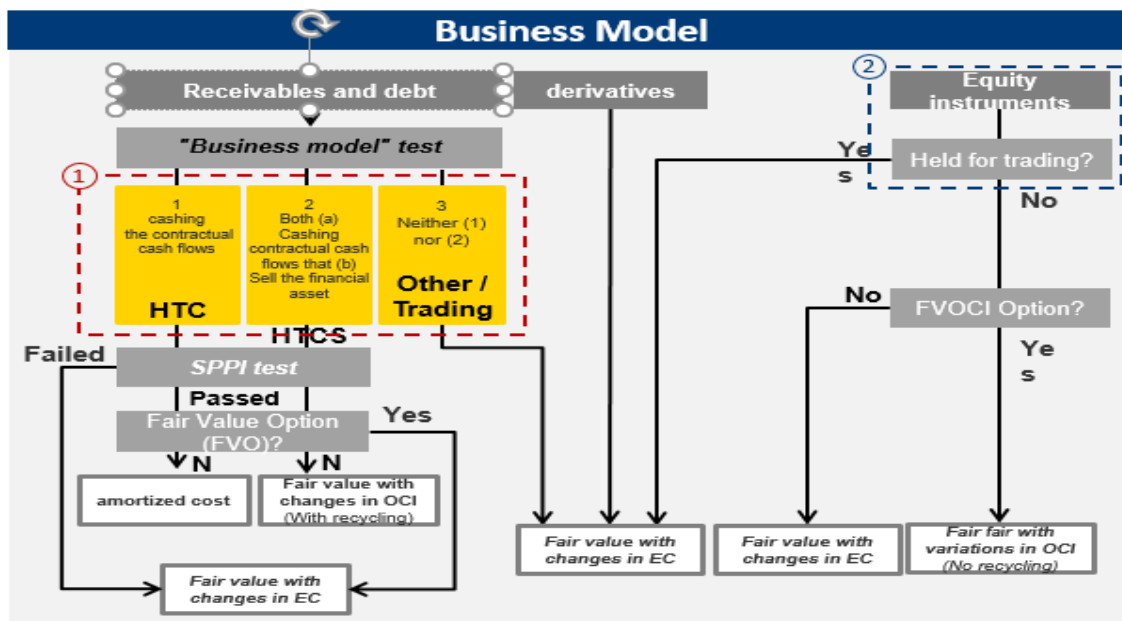 Business Model
Receivables and debt
derivatives
②
Equity
instruments
"Business model" test
Held for trading?
Ye
s
No
①
1
cashing
the contractual
cash flows
HTC
2
Both (a)
Cashing
contractual cash
flows that (b)
Sell the financial
asset
HTCS
3
Neither (1)
nor (2)
Other /
Trading
No
FVOCI Option?
Ye
s
Failed
SPPI test
Passed
Fair Value Option
(FVO)?
Yes
N
N
amortized cost
Fair value with
changes in OCI
(With recycling)
Fair value with
changes in EC
Fair value with
changes in EC
Fair fair with
variations in OCI
(No recycling)
Fair value with
changes in EC